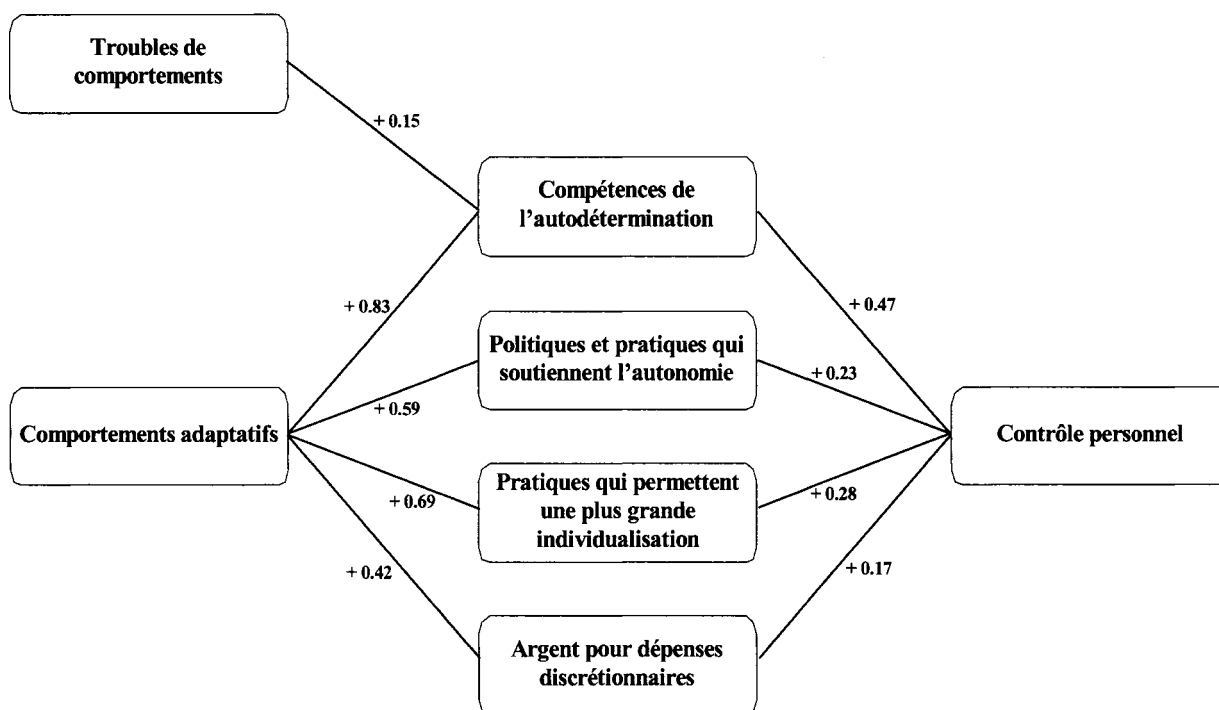 Troubles de
comportements
+ 0.15
Compétences de
l'autodétermination
+ 0.83
+ 0.47
Politiques et pratiques qui
soutiennent l'autonomie
+ 0.59
+ 0.23
Comportements adaptatifs
Contrôle personnel
Pratiques qui permettent
une plus grande
individualisation
+ 0.69
+ 0.28
+ 0.42
+ 0.17
Argent pour dépenses
discrétionnaires